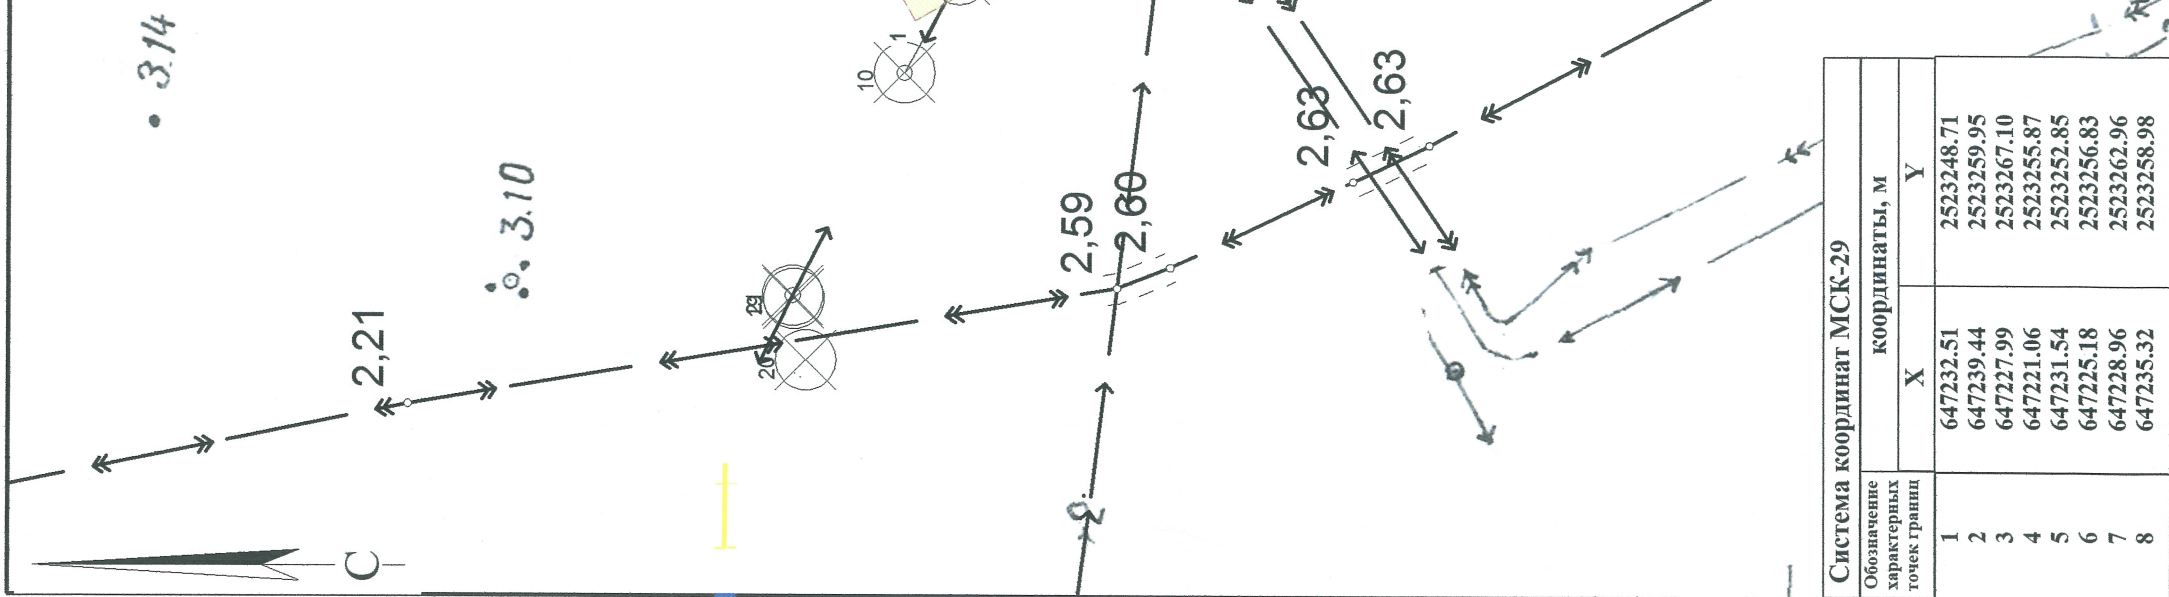 3.14
3.10
2,21
10
1
20
2,59
2,60
2,63
2,63
С
Система координат МСК-29
Обозначение характерных точек границ
координаты, м
X Y
1 647232.51 2523248.71
2 647239.44 2523259.95
3 647227.99 2523267.10
4 647221.06 2523255.87
5 647231.54 2523252.85
6 647225.18 2523256.83
7 647228.96 2523262.96
8 647235.32 2523258.98